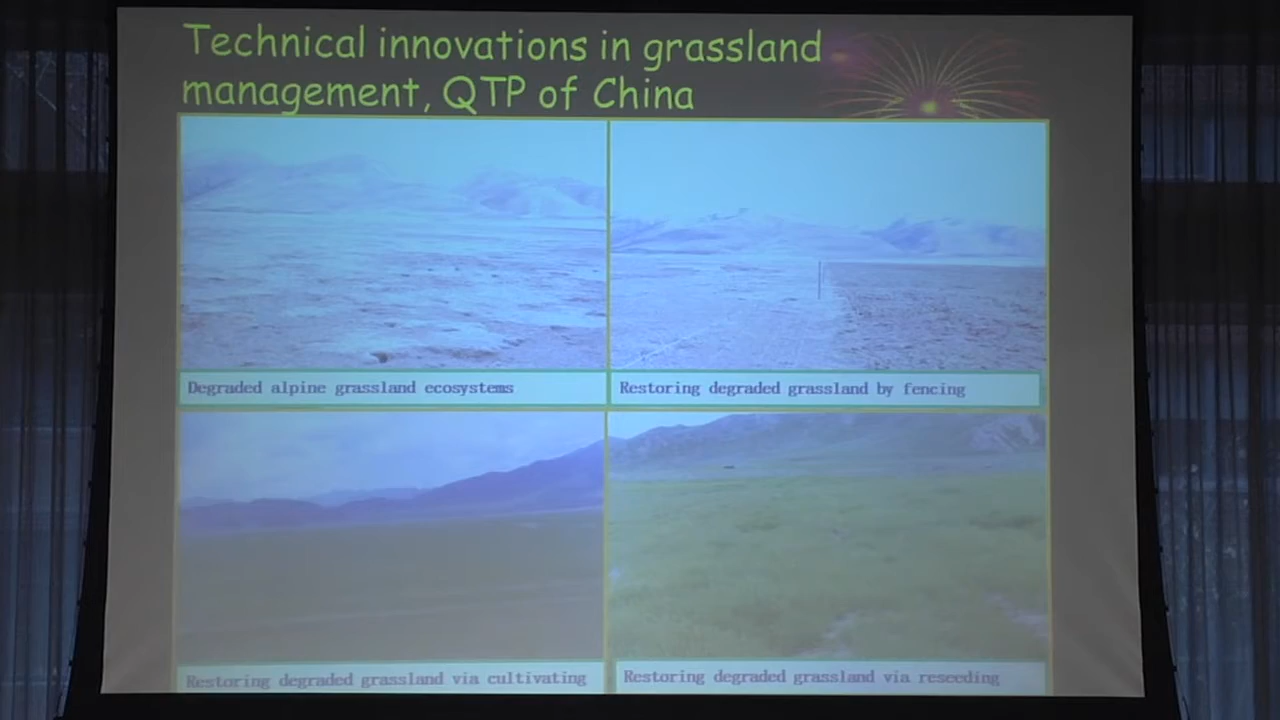 Technical innovations in grassland
management, QTP of China
Degraded alpine grassland ecosystems
Restoring degraded grassland by fencing
Restoring degraded grassland via cultivating
Restoring degraded grassland via reseeding